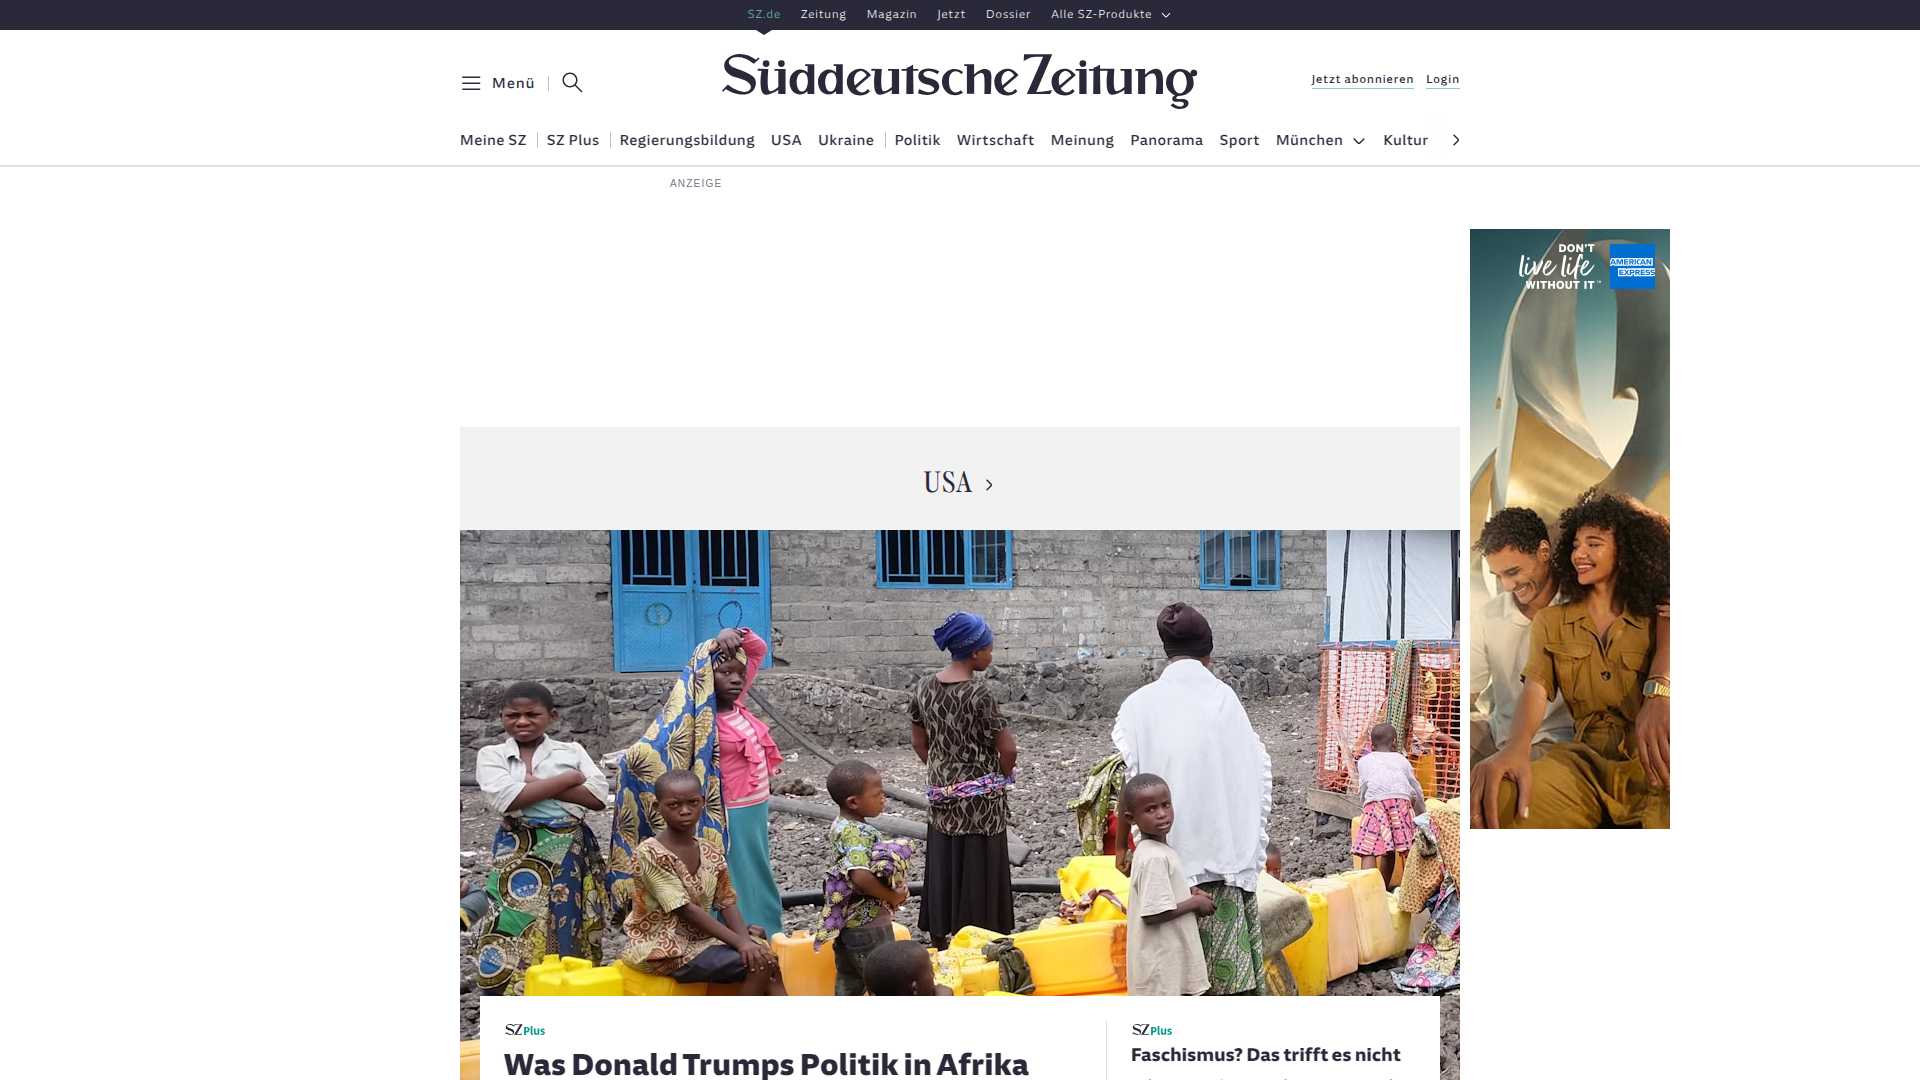 SZ.de Zeitung Magazin Jetzt Dossier Alle SZ-Produkte
Menü
Süddeutsche Zeitung
Jetzt abonnieren Login
Meine SZ SZ Plus Regierungsbildung USA Ukraine Politik Wirtschaft Meinung Panorama Sport München Kultur
ANZEIGE
DON'T
live life
WITHOUT IT™
AMERICAN
EXPRESS
USA
SZ Plus
Was Donald Trumps Politik in Afrika
SZ Plus
Faschismus? Das trifft es nicht